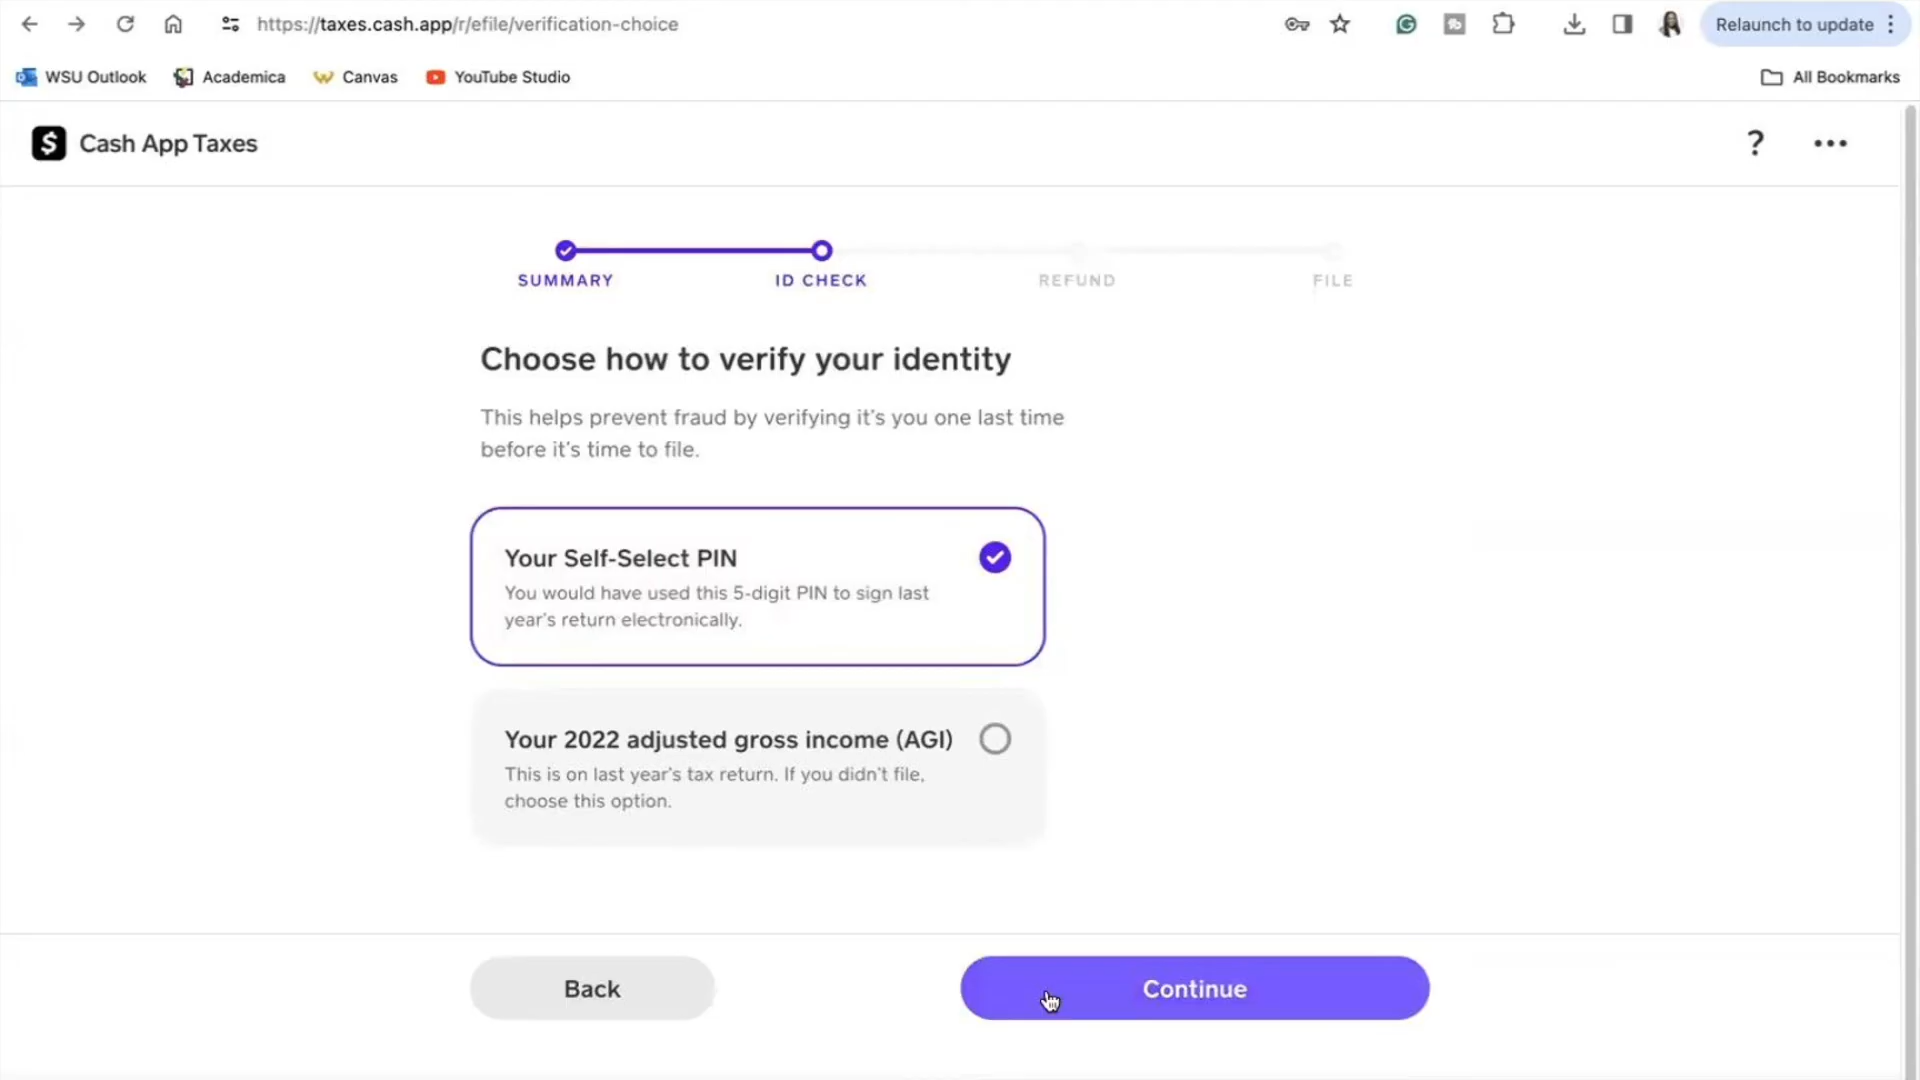 https://taxes.cash.app/r/efile/verification-choice
Relaunch to update
WSU Outlook
Academica
Canvas
YouTube Studio
All Bookmarks
$ Cash App Taxes
?
SUMMARY
ID CHECK
REFUND
FILE
Choose how to verify your identity
This helps prevent fraud by verifying it's you one last time
before it's time to file.
Your Self-Select PIN
You would have used this 5-digit PIN to sign last
year's return electronically.
Your 2022 adjusted gross income (AGI)
This is on last year's tax return. If you didn't file,
choose this option.
Back
Continue